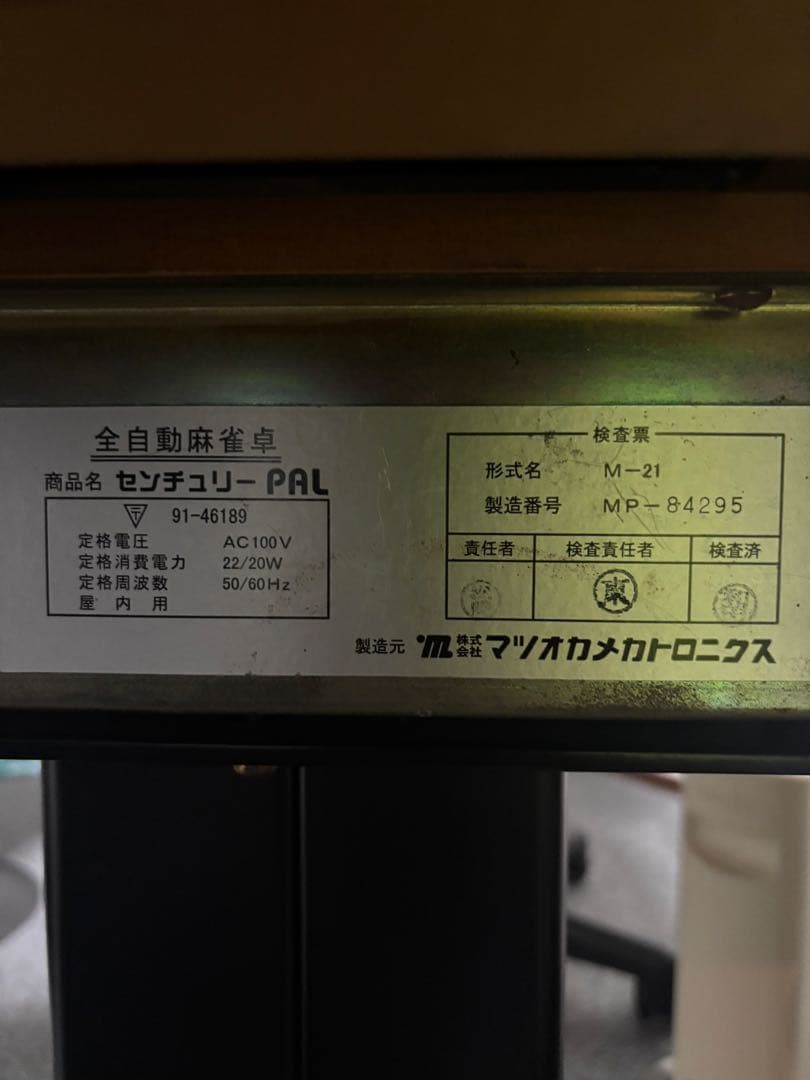 全自動麻雀卓
商品名 センチュリーPAL
91-46189
定格電圧 AC100V
定格消費電力 22/20W
定格周波数 50/60Hz
屋内用
検査票
形式名 M-21
製造番号 MP-84295
責任者 検査責任者 検査済
東
製造元 m 株式会社 マツオカメカトロニクス